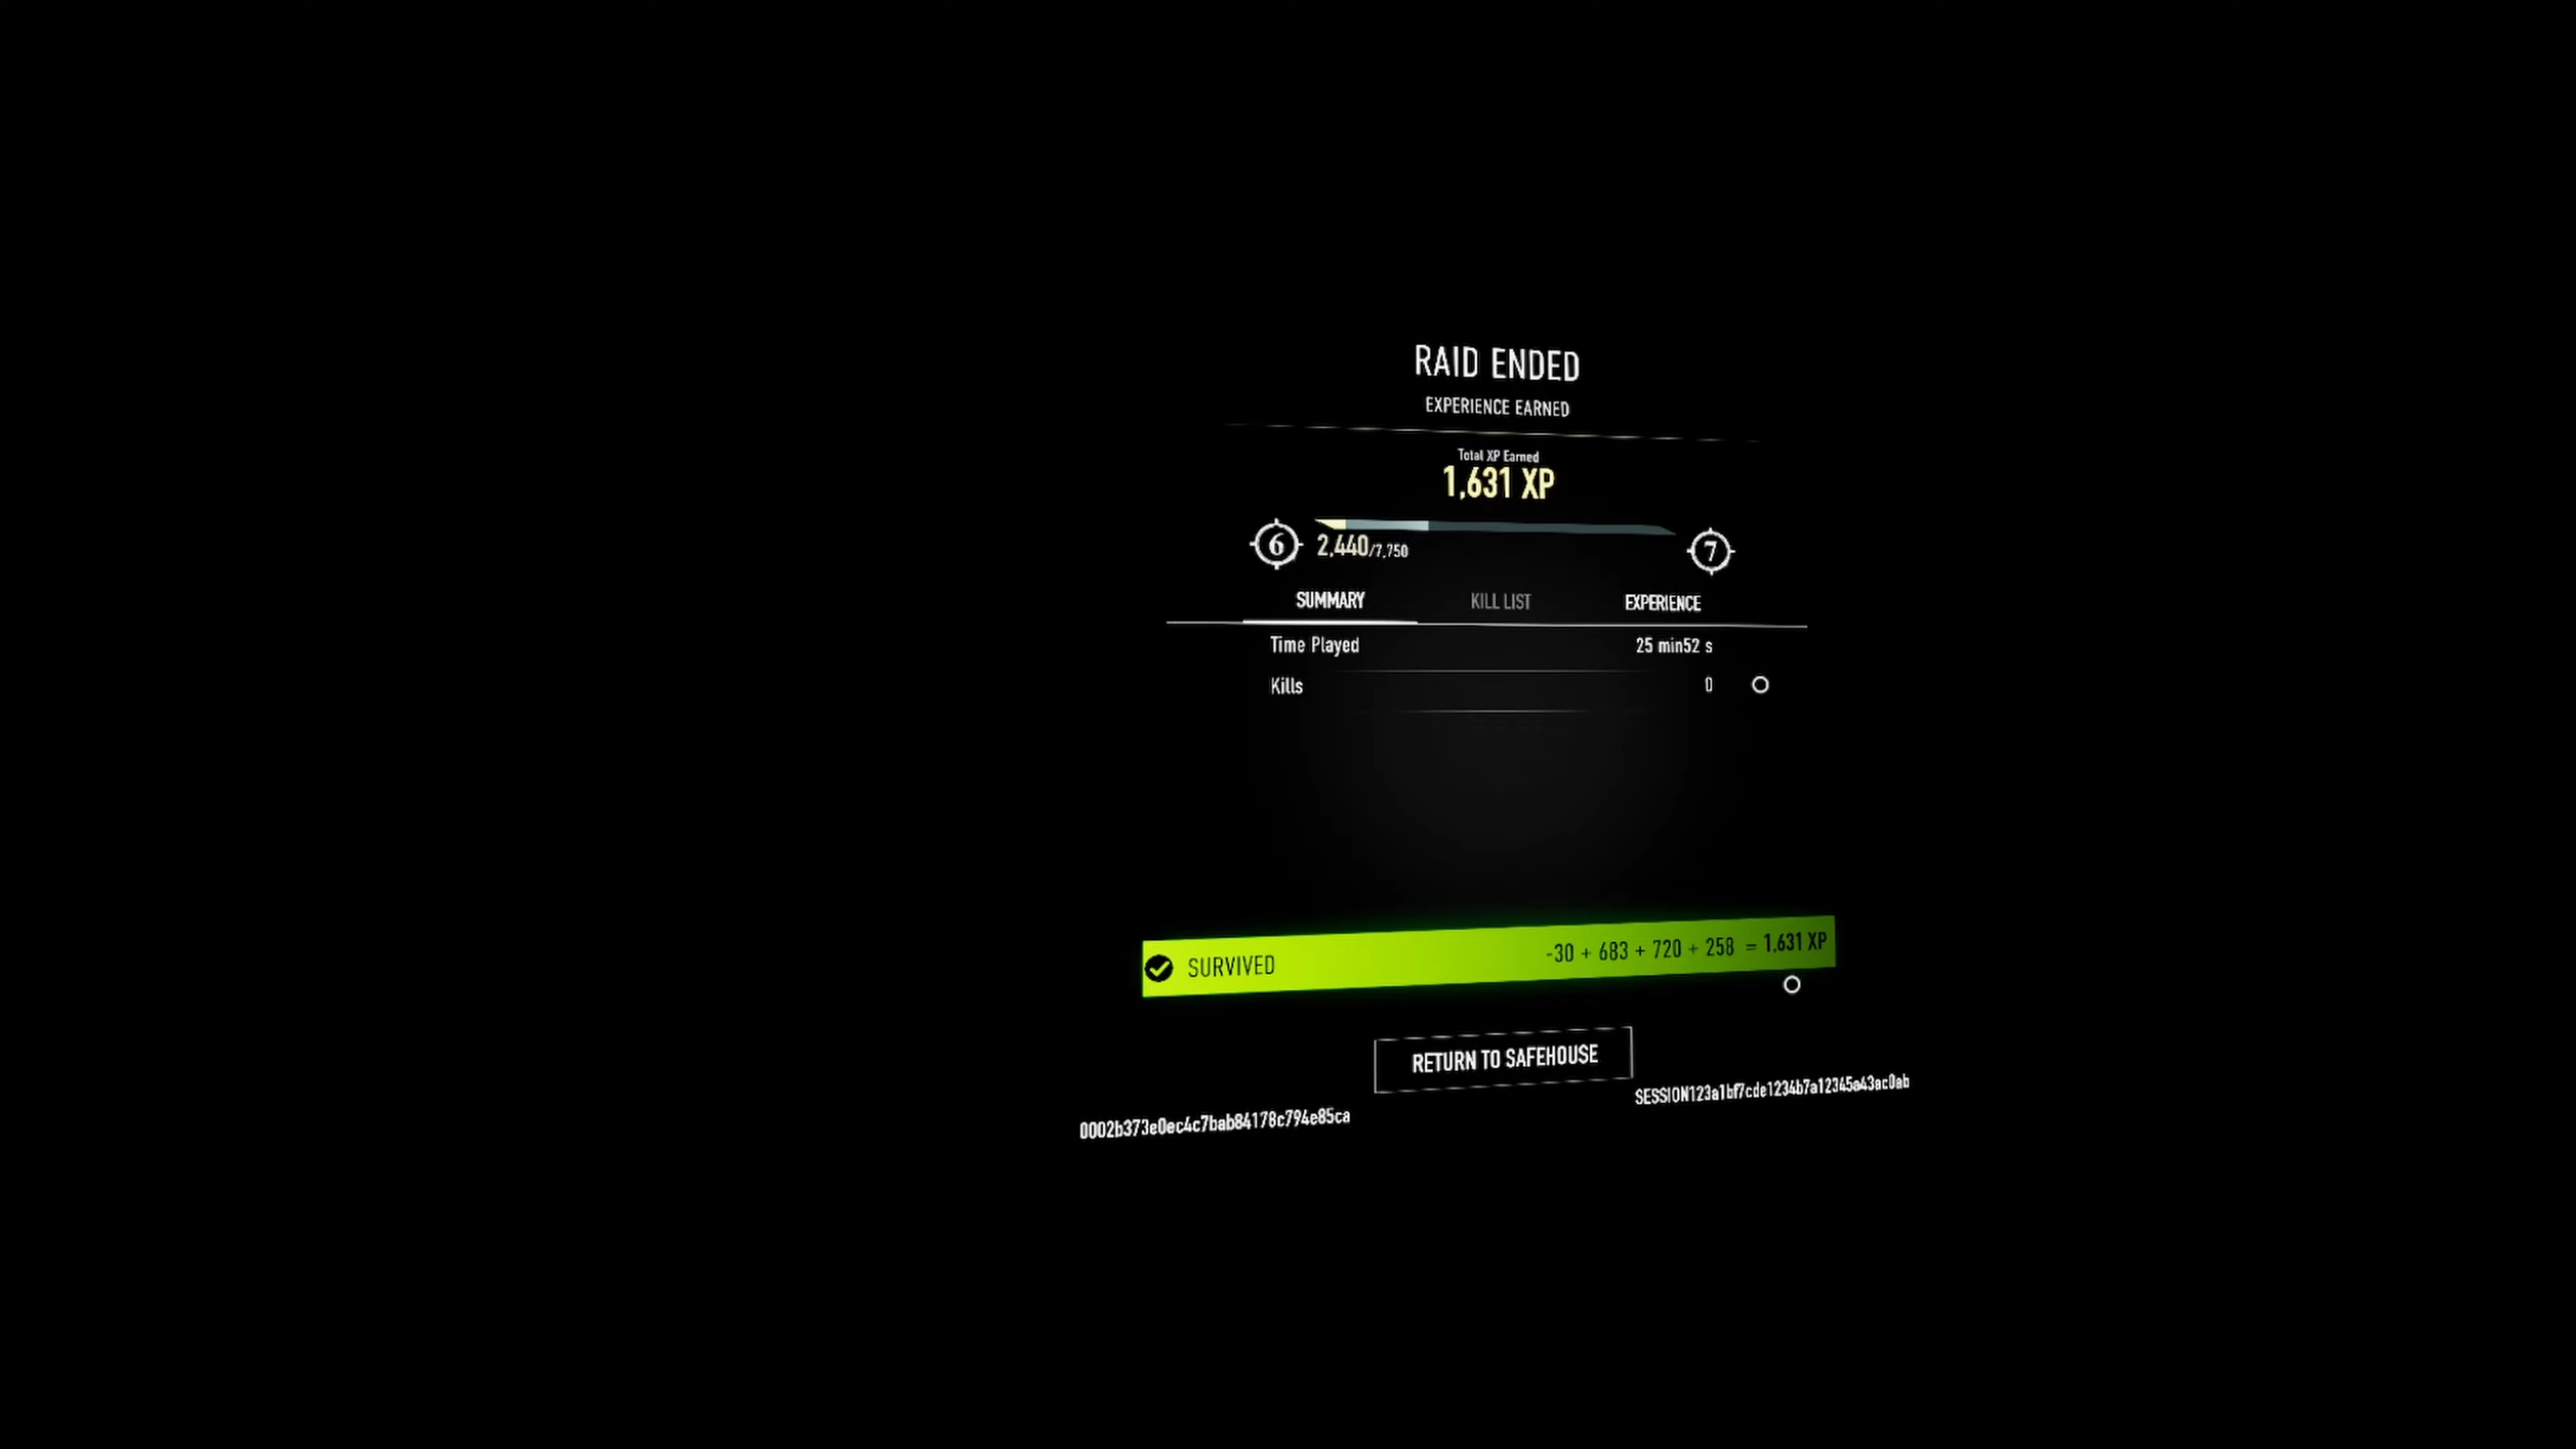 RAID ENDED
EXPERIENCE EARNED
Total XP Earned
1,631 XP
6
2,440/7,750
7
SUMMARY KILL LIST EXPERIENCE
Time Played 25 min52 s
Kills 0
SURVIVED -30 + 683 + 720 + 258 = 1,631 XP
RETURN TO SAFEHOUSE
SESSION123a1bf7cde1234b7a12345a43ac0ab
0002b373e0ec4c7bab84178c794e85ca